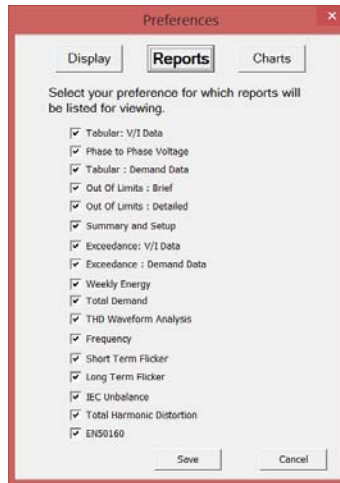 Preferences
×
Display Reports Charts
Select your preference for which reports will
be listed for viewing.
Tabular: V/I Data
Phase to Phase Voltage
Tabular : Demand Data
Out Of Limits : Brief
Out Of Limits : Detailed
Summary and Setup
Exceedance: V/I Data
Exceedance : Demand Data
Weekly Energy
Total Demand
THD Waveform Analysis
Frequency
Short Term Flicker
Long Term Flicker
IEC Unbalance
Total Harmonic Distortion
EN50160
Save Cancel